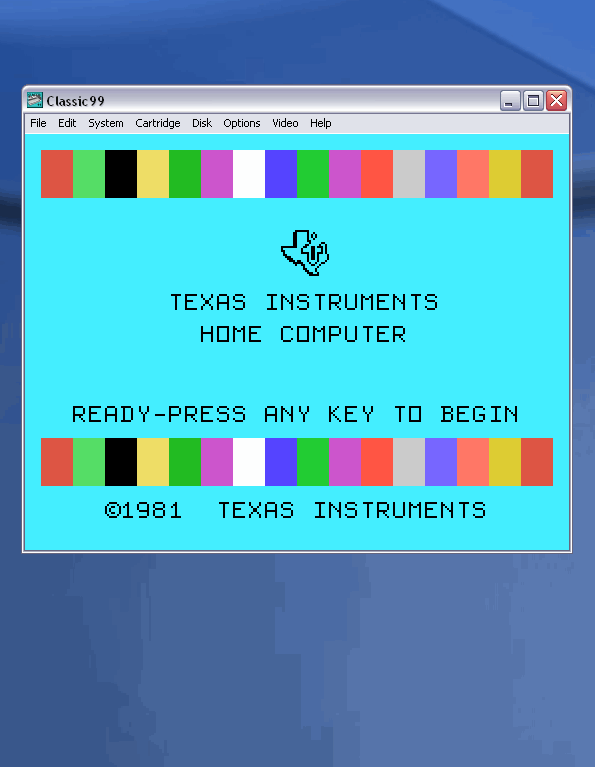 Classic99
File Edit System Cartridge Disk Options Video Help
TEXAS INSTRUMENTS
HOME COMPUTER
READY-PRESS ANY KEY TO BEGIN
©1981 TEXAS INSTRUMENTS